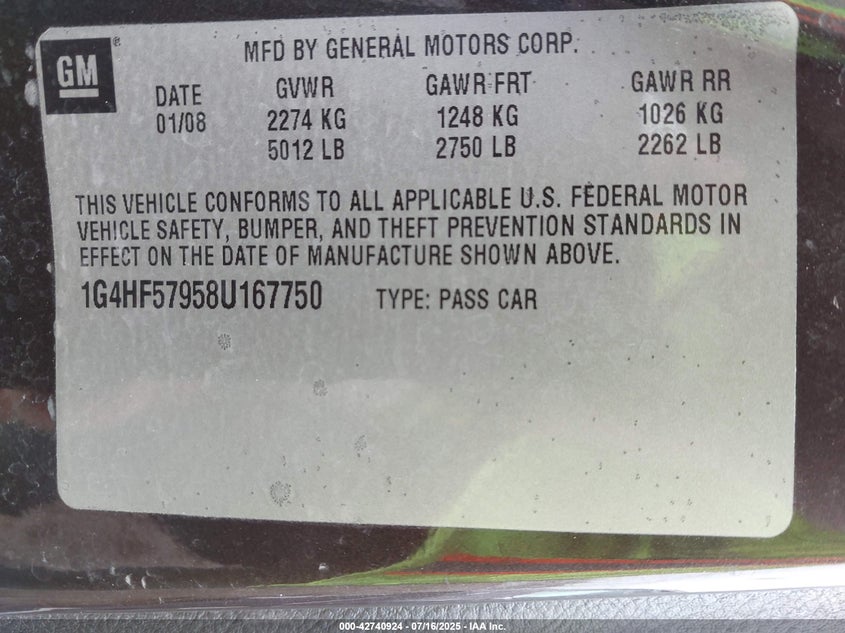 GM®
MFD BY GENERAL MOTORS CORP.
DATE GVWR GAWR FRT GAWR RR
01/08 2274 KG 1248 KG 1026 KG
5012 LB 2750 LB 2262 LB
THIS VEHICLE CONFORMS TO ALL APPLICABLE U.S. FEDERAL MOTOR
VEHICLE SAFETY, BUMPER, AND THEFT PREVENTION STANDARDS IN
EFFECT ON THE DATE OF MANUFACTURE SHOWN ABOVE.
1G4HF57958U167750 TYPE: PASS CAR
000-42740924 - 07/16/2025 - IAA Inc.